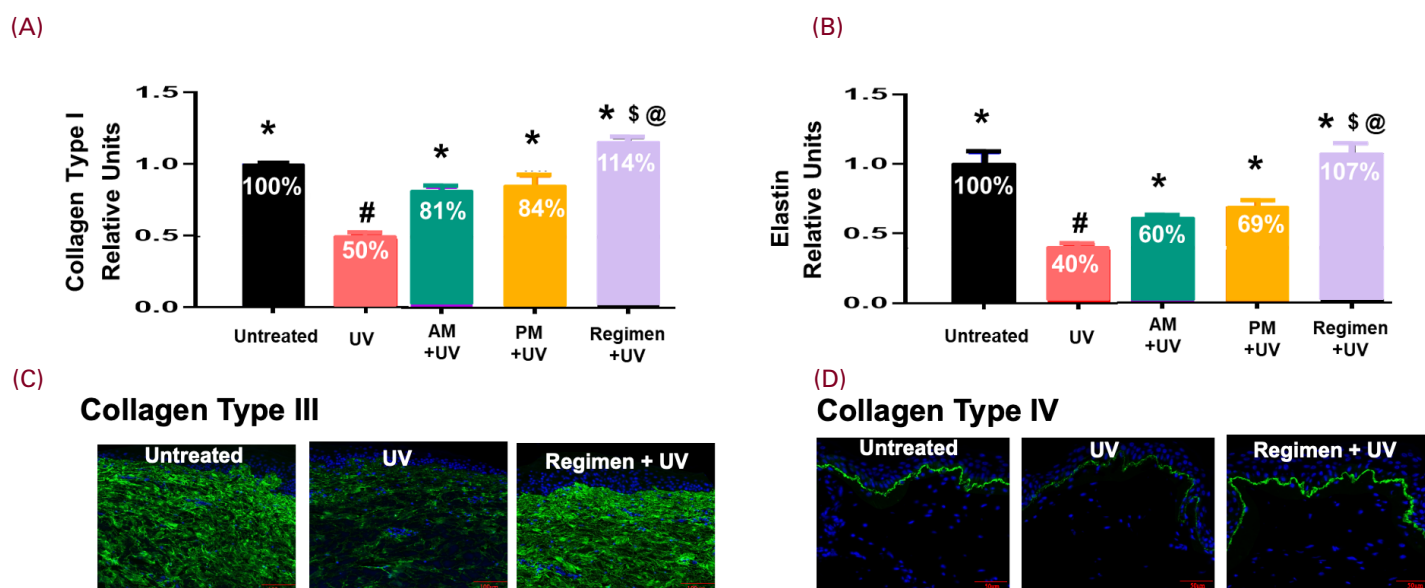 (A)
Collagen Type I
Relative Units
1.5
1.0
0.5
0.0
*
#
*
*
* $ @
100%
50%
81%
84%
114%
Untreated
UV
AM
+UV
PM
+UV
Regimen
+UV
(B)
Elastin
Relative Units
1.5
1.0
0.5
0.0
*
#
*
*
* $ @
100%
40%
60%
69%
107%
Untreated
UV
AM
+UV
PM
+UV
Regimen
+UV
(C)
Collagen Type III
Untreated
UV
Regimen + UV
(D)
Collagen Type IV
Untreated
UV
Regimen + UV